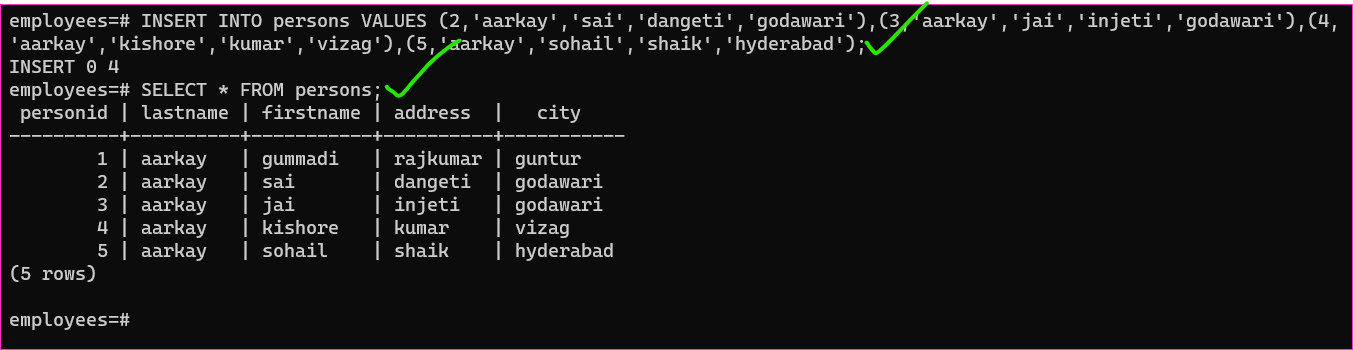 employees=# INSERT INTO persons VALUES (2,'aarkay','sai','dangeti','godawari'),(3,'aarkay','jai','injeti','godawari'),(4,
'aarkay','kishore','kumar','vizag'),(5,'aarkay','sohail','shaik','hyderabad');
INSERT 0 4
employees=# SELECT * FROM persons;
 personid | lastname | firstname | address  |   city
----------+----------+-----------+----------+-----------
        1 | aarkay   | gummadi   | rajkumar | guntur
        2 | aarkay   | sai       | dangeti  | godawari
        3 | aarkay   | jai       | injeti   | godawari
        4 | aarkay   | kishore   | kumar    | vizag
        5 | aarkay   | sohail    | shaik    | hyderabad
(5 rows)

employees=#